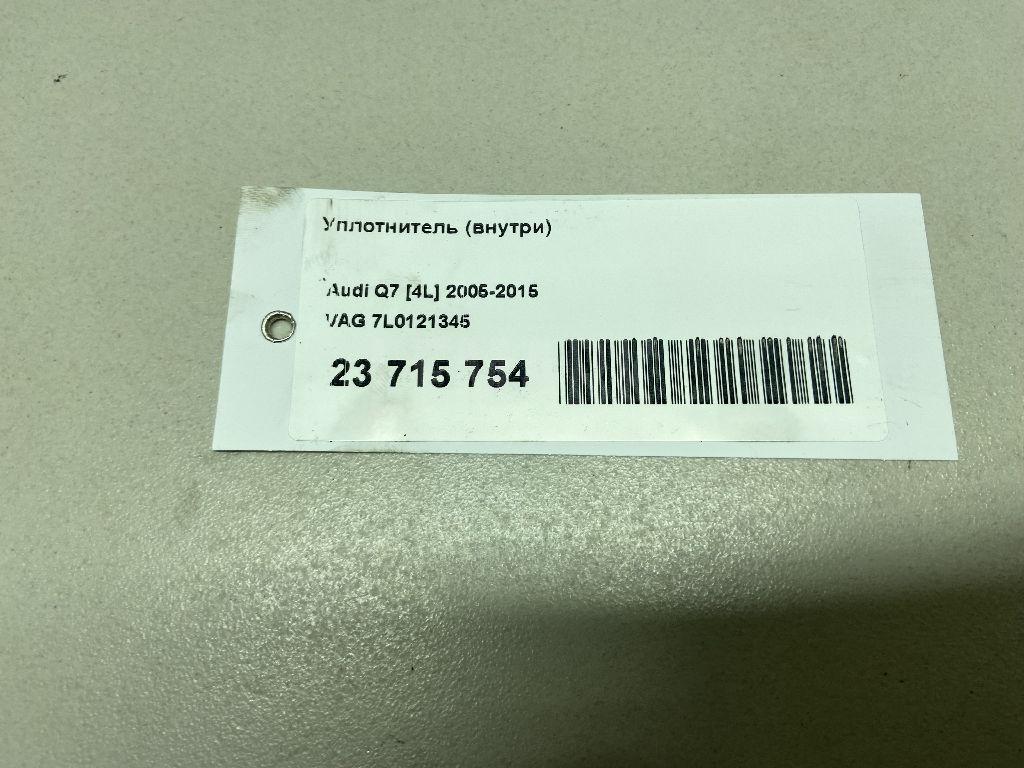 Уплотнитель (внутри)
Audi Q7 [4L] 2005-2015
VAG 7L0121345
23 715 754